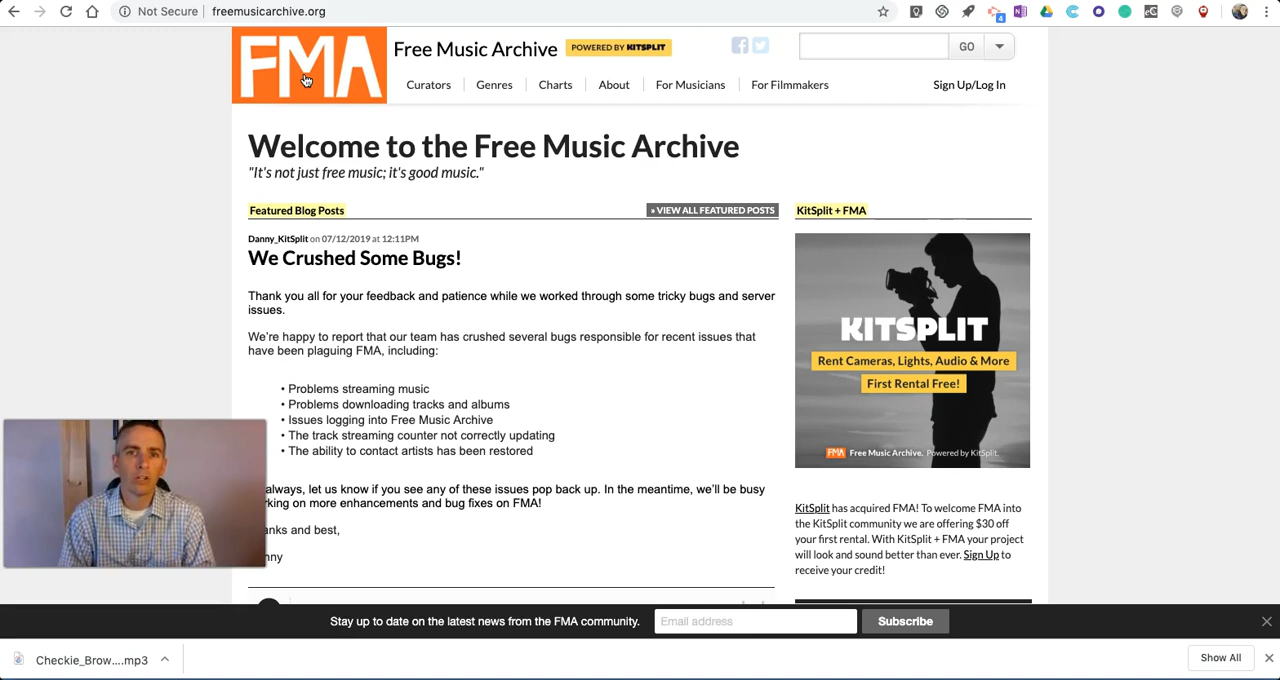 Not Secure | freemusicarchive.org
4
FMA
Free Music Archive
POWERED BY KITSPLIT
GO
Curators
Genres
Charts
About
For Musicians
For Filmmakers
Sign Up/Log In
Welcome to the Free Music Archive
"It's not just free music; it's good music."
Featured Blog Posts
» VIEW ALL FEATURED POSTS
Danny_KitSplit on 07/12/2019 at 12:11PM
We Crushed Some Bugs!
Thank you all for your feedback and patience while we worked through some tricky bugs and server
issues.
We're happy to report that our team has crushed several bugs responsible for recent issues that
have been plaguing FMA, including:
• Problems streaming music
• Problems downloading tracks and albums
• Issues logging into Free Music Archive
• The track streaming counter not correctly updating
• The ability to contact artists has been restored
always, let us know if you see any of these issues pop back up. In the meantime, we'll be busy
rking on more enhancements and bug fixes on FMA!
anks and best,
nny
KitSplit + FMA
KITSPLIT
Rent Cameras, Lights, Audio & More
First Rental Free!
FMA Free Music Archive. Powered by KitSplit.
KitSplit has acquired FMA! To welcome FMA into
the KitSplit community we are offering $30 off
your first rental. With KitSplit + FMA your project
will look and sound better than ever. Sign Up to
receive your credit!
Stay up to date on the latest news from the FMA community.
Email address
Subscribe
Checkie_Brow....mp3
Show All